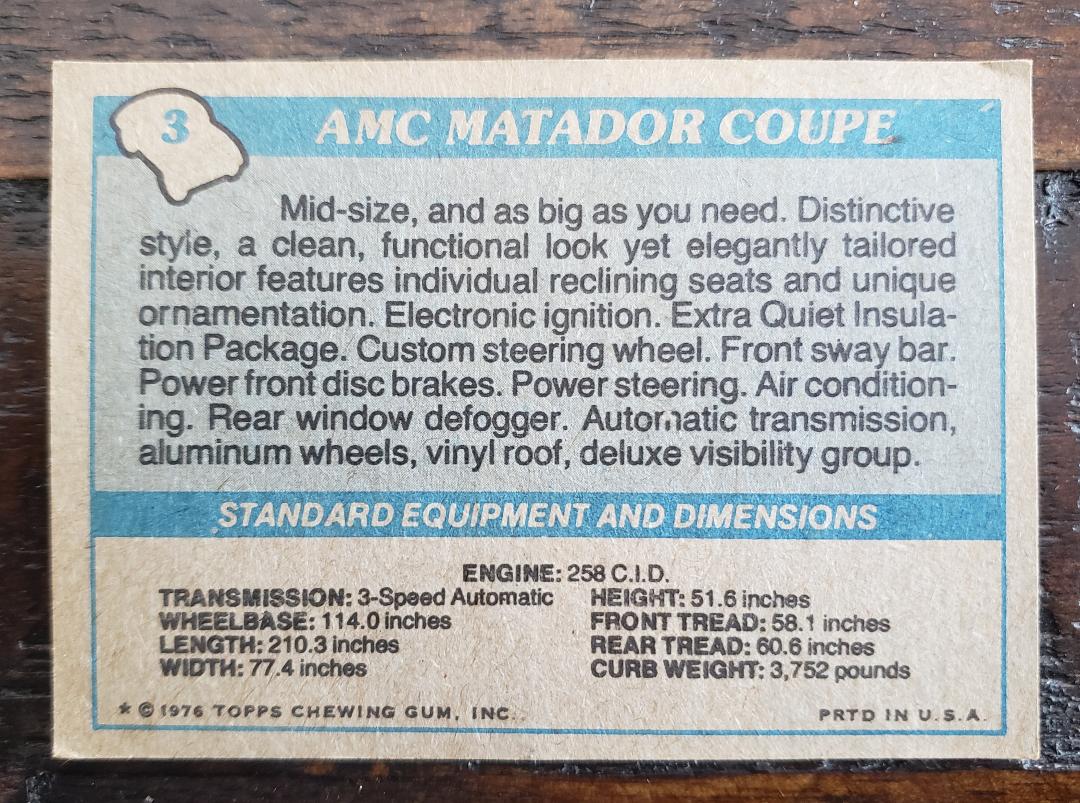 3
AMC MATADOR COUPE
Mid-size, and as big as you need. Distinctive
style, a clean, functional look yet elegantly tailored
interior features individual reclining seats and unique
ornamentation. Electronic ignition. Extra Quiet Insula-
tion Package. Custom steering wheel. Front sway bar.
Power front disc brakes. Power steering. Air condition-
ing. Rear window defogger. Automatic transmission,
aluminum wheels, vinyl roof, deluxe visibility group.
STANDARD EQUIPMENT AND DIMENSIONS
ENGINE: 258 C.I.D.
TRANSMISSION: 3-Speed Automatic
WHEELBASE: 114.0 inches
LENGTH: 210.3 inches
WIDTH: 77.4 inches
HEIGHT: 51.6 inches
FRONT TREAD: 58.1 inches
REAR TREAD: 60.6 inches
CURB WEIGHT: 3,752 pounds
* © 1976 TOPPS CHEWING GUM, INC.
PRTD IN U.S.A.